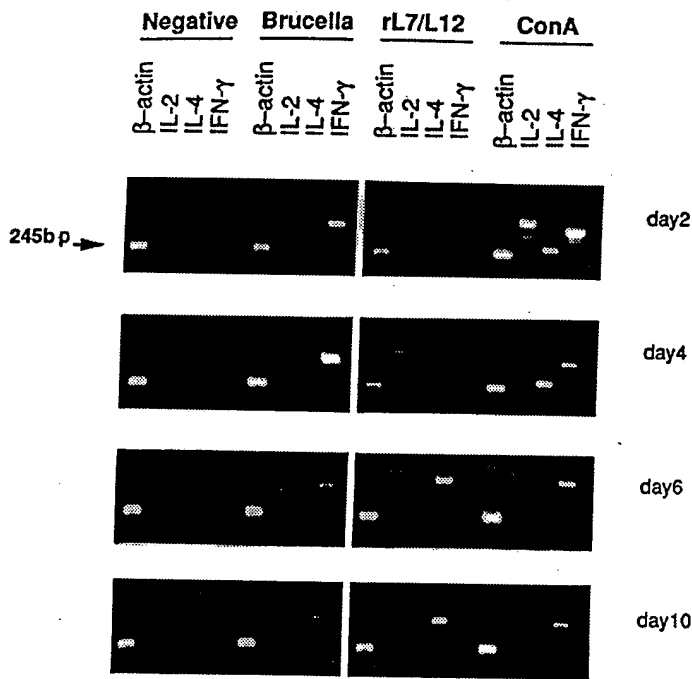 Negative Brucella rL7/L12 ConA
β–actin IL-2 IL-4 IFN-γ β–actin IL-2 IL-4 IFN-γ β–actin IL-2 IL-4 IFN-γ β–actin IL-2 IL-4 IFN-γ
day2
245bp
day4
day6
day10